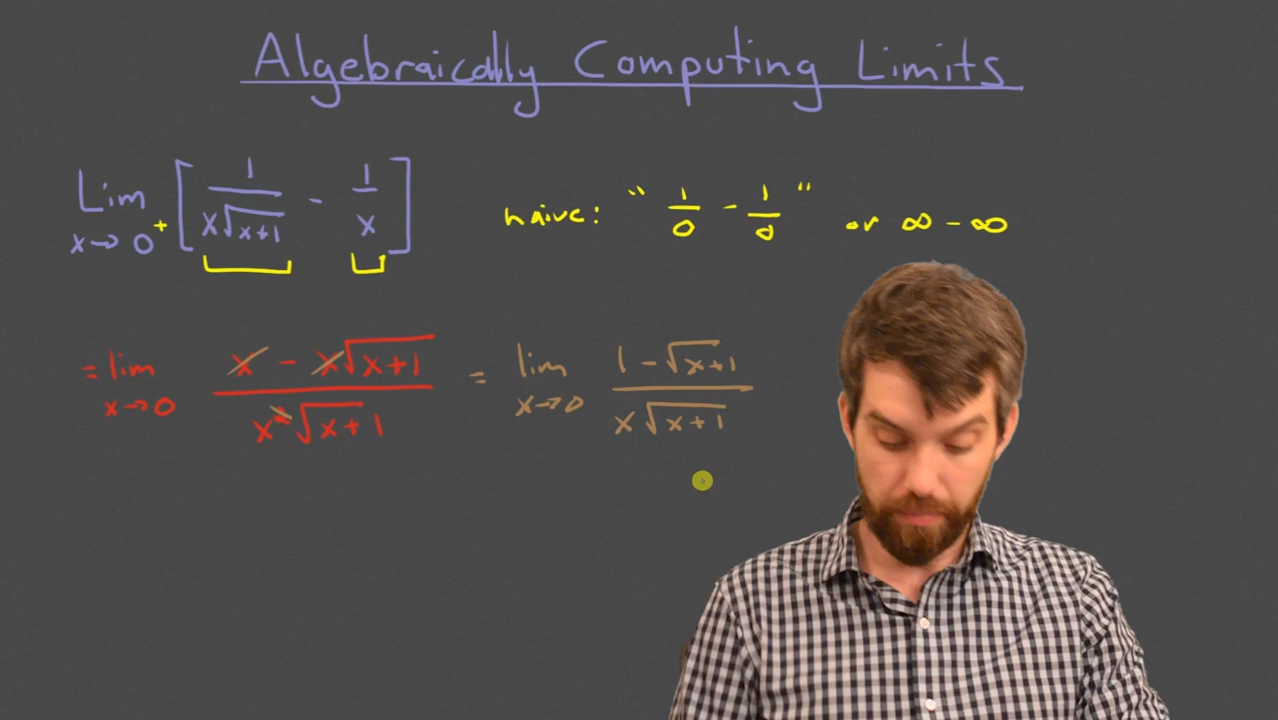 Algebraically Computing Limits
Lim x→0⁺ [ 1/(x√(x+1)) - 1/x ] naive: " 1/0 - 1/0 " or ∞ - ∞
= lim x→0 (x - x√(x+1))/(x²√(x+1)) = lim x→0 (1 - √(x+1))/(x√(x+1))